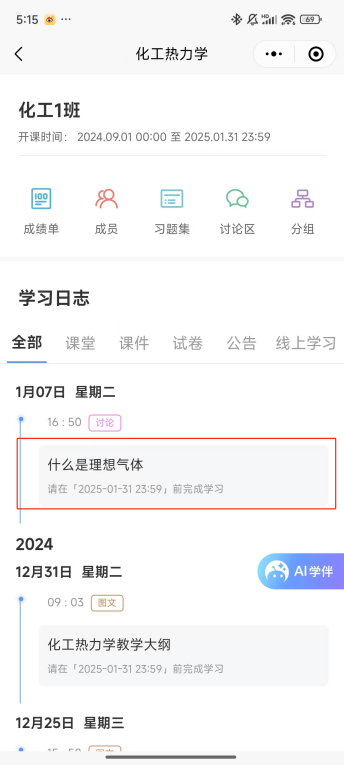 5:15
HD
69
化工热力学
化工1班
开课时间： 2024.09.01 00:00 至 2025.01.31 23:59
100
成绩单 成员 习题集 讨论区 分组
学习日志
全部 课堂 课件 试卷 公告 线上学习
1月07日 星期二
16 : 50 讨论
什么是理想气体
请在「2025-01-31 23:59」前完成学习
2024
12月31日 星期二
AI 学伴
09 : 03 图文
化工热力学教学大纲
请在「2025-01-31 23:59」前完成学习
12月25日 星期三